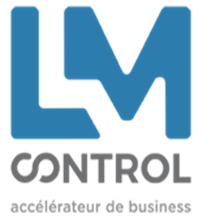 LM
CONTROL
accélérateur de business